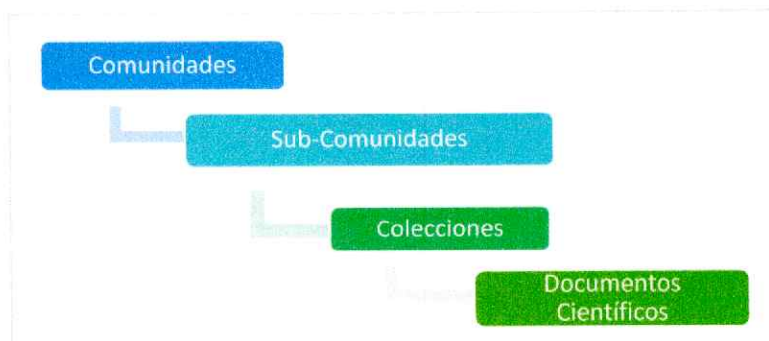 Comunidades
Sub-Comunidades
Colecciones
Documentos
Científicos